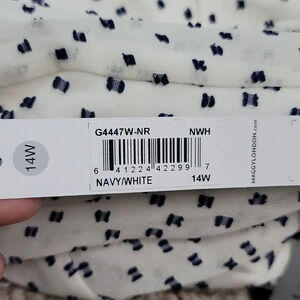 14W
G4447W-NR NWH
6 41224 42299 7
NAVY/WHITE 14W
MAGGYLONDON.com